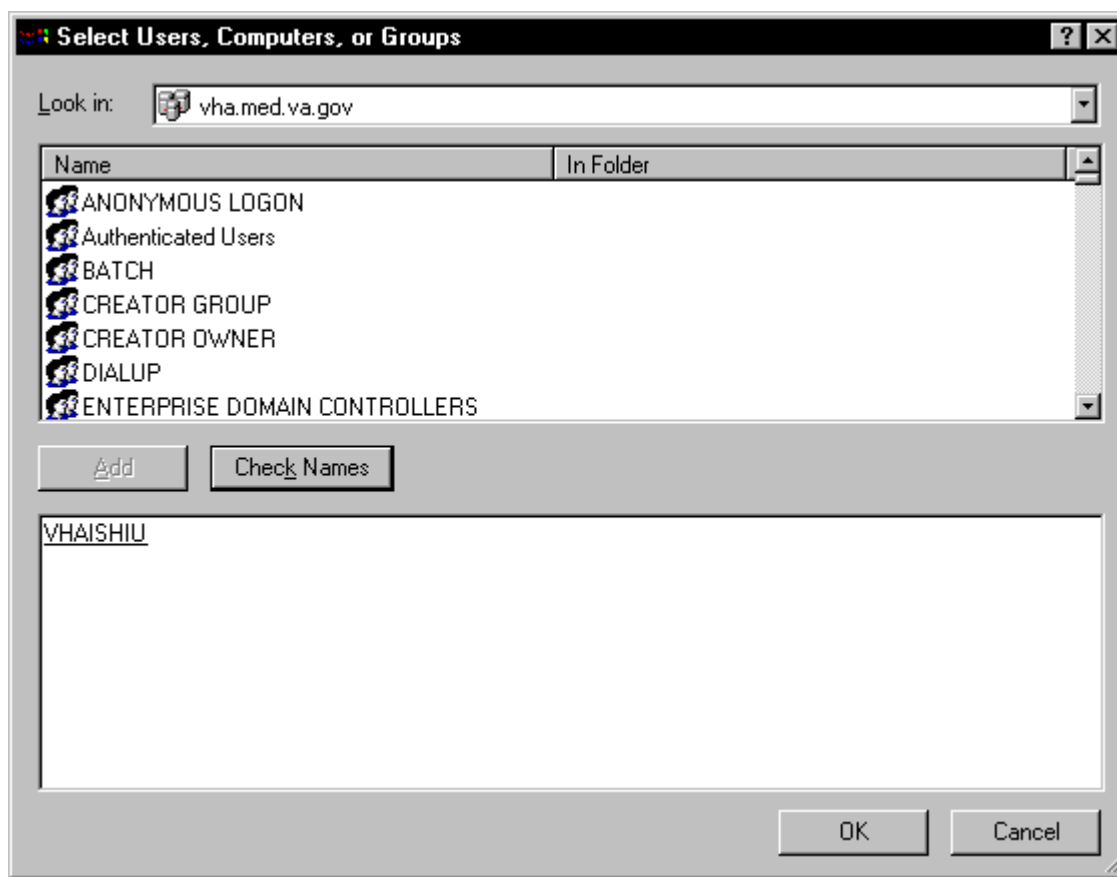 Select Users, Computers, or Groups
Look in: vha.med.va.gov
Name In Folder
ANONYMOUS LOGON
Authenticated Users
BATCH
CREATOR GROUP
CREATOR OWNER
DIALUP
ENTERPRISE DOMAIN CONTROLLERS
Add Check Names
VHAISHIU
OK Cancel